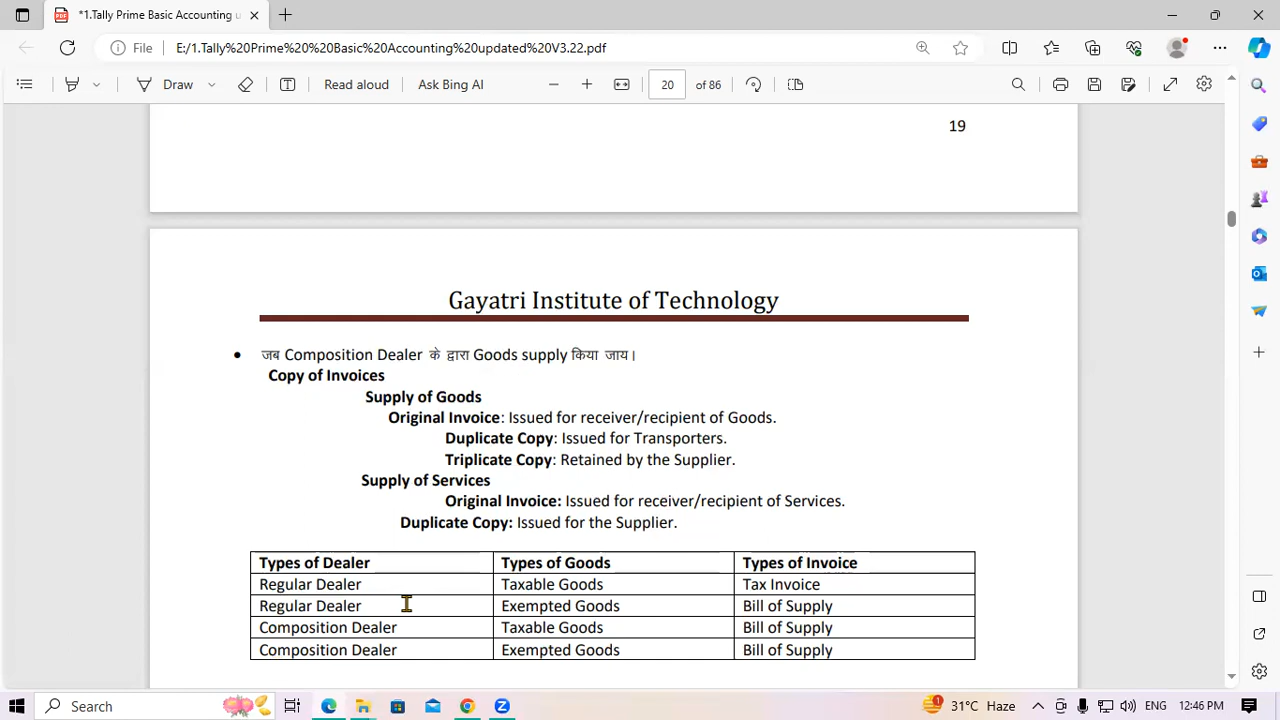 *1.Tally Prime Basic Accounting u
File
E:/1.Tally%20Prime%20%20Basic%20Accounting%20updated%20V3.22.pdf
Draw
Read aloud
Ask Bing AI
20
of 86
19
Gayatri Institute of Technology
• जब Composition Dealer के द्वारा Goods supply किया जाय।
Copy of Invoices
Supply of Goods
Original Invoice: Issued for receiver/recipient of Goods.
Duplicate Copy: Issued for Transporters.
Triplicate Copy: Retained by the Supplier.
Supply of Services
Original Invoice: Issued for receiver/recipient of Services.
Duplicate Copy: Issued for the Supplier.
Types of Dealer Types of Goods Types of Invoice
Regular Dealer Taxable Goods Tax Invoice
Regular Dealer Exempted Goods Bill of Supply
Composition Dealer Taxable Goods Bill of Supply
Composition Dealer Exempted Goods Bill of Supply
Search
31°C Haze
ENG
12:46 PM